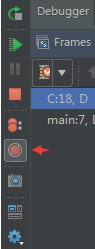 Debugger
Frames
C:18, D
main:7, D